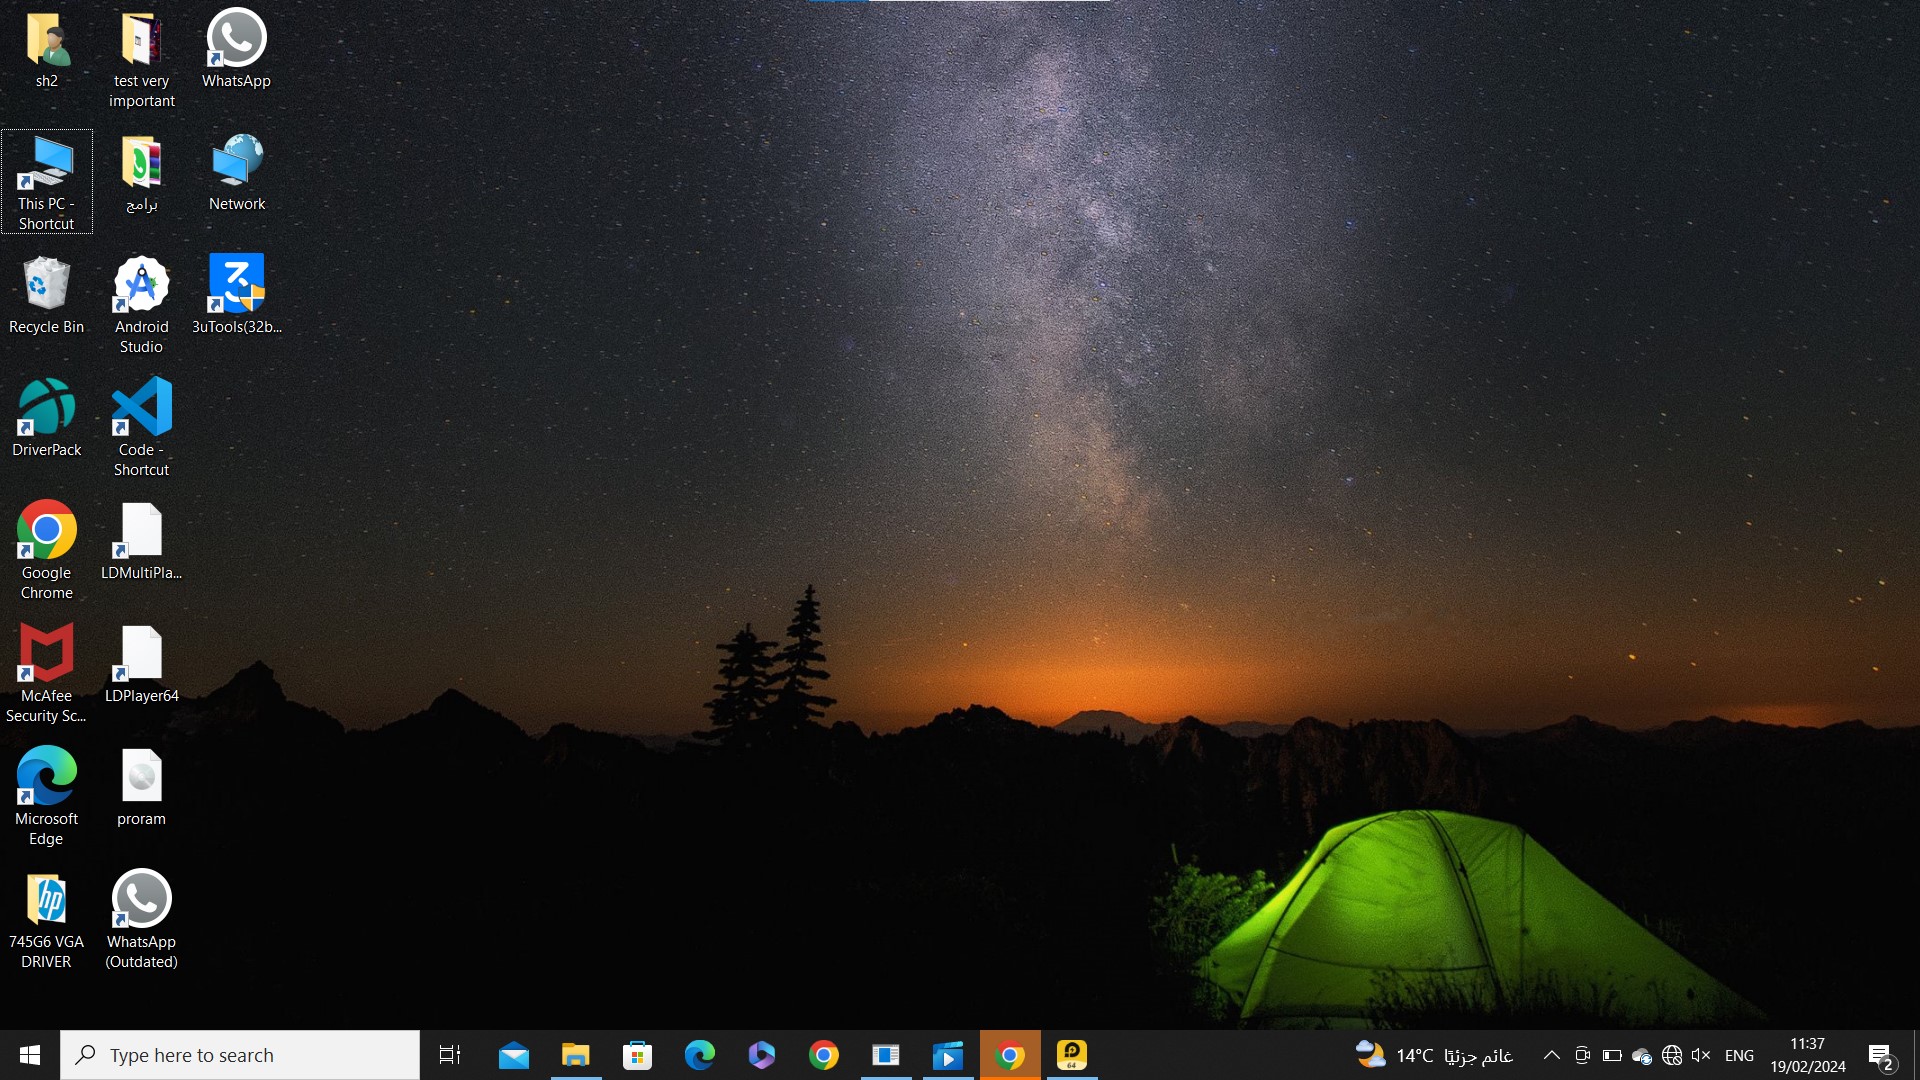 sh2
test very
important
WhatsApp
This PC -
Shortcut
برامج
Network
Recycle Bin
Android
Studio
3uTools(32b...
DriverPack
Code -
Shortcut
Google
Chrome
LDMultiPla...
McAfee
Security Sc...
LDPlayer64
Microsoft
Edge
proram
745G6 VGA
DRIVER
WhatsApp
(Outdated)
Type here to search
64
14°C غائم جزئيًا
ENG
11:37
19/02/2024
2